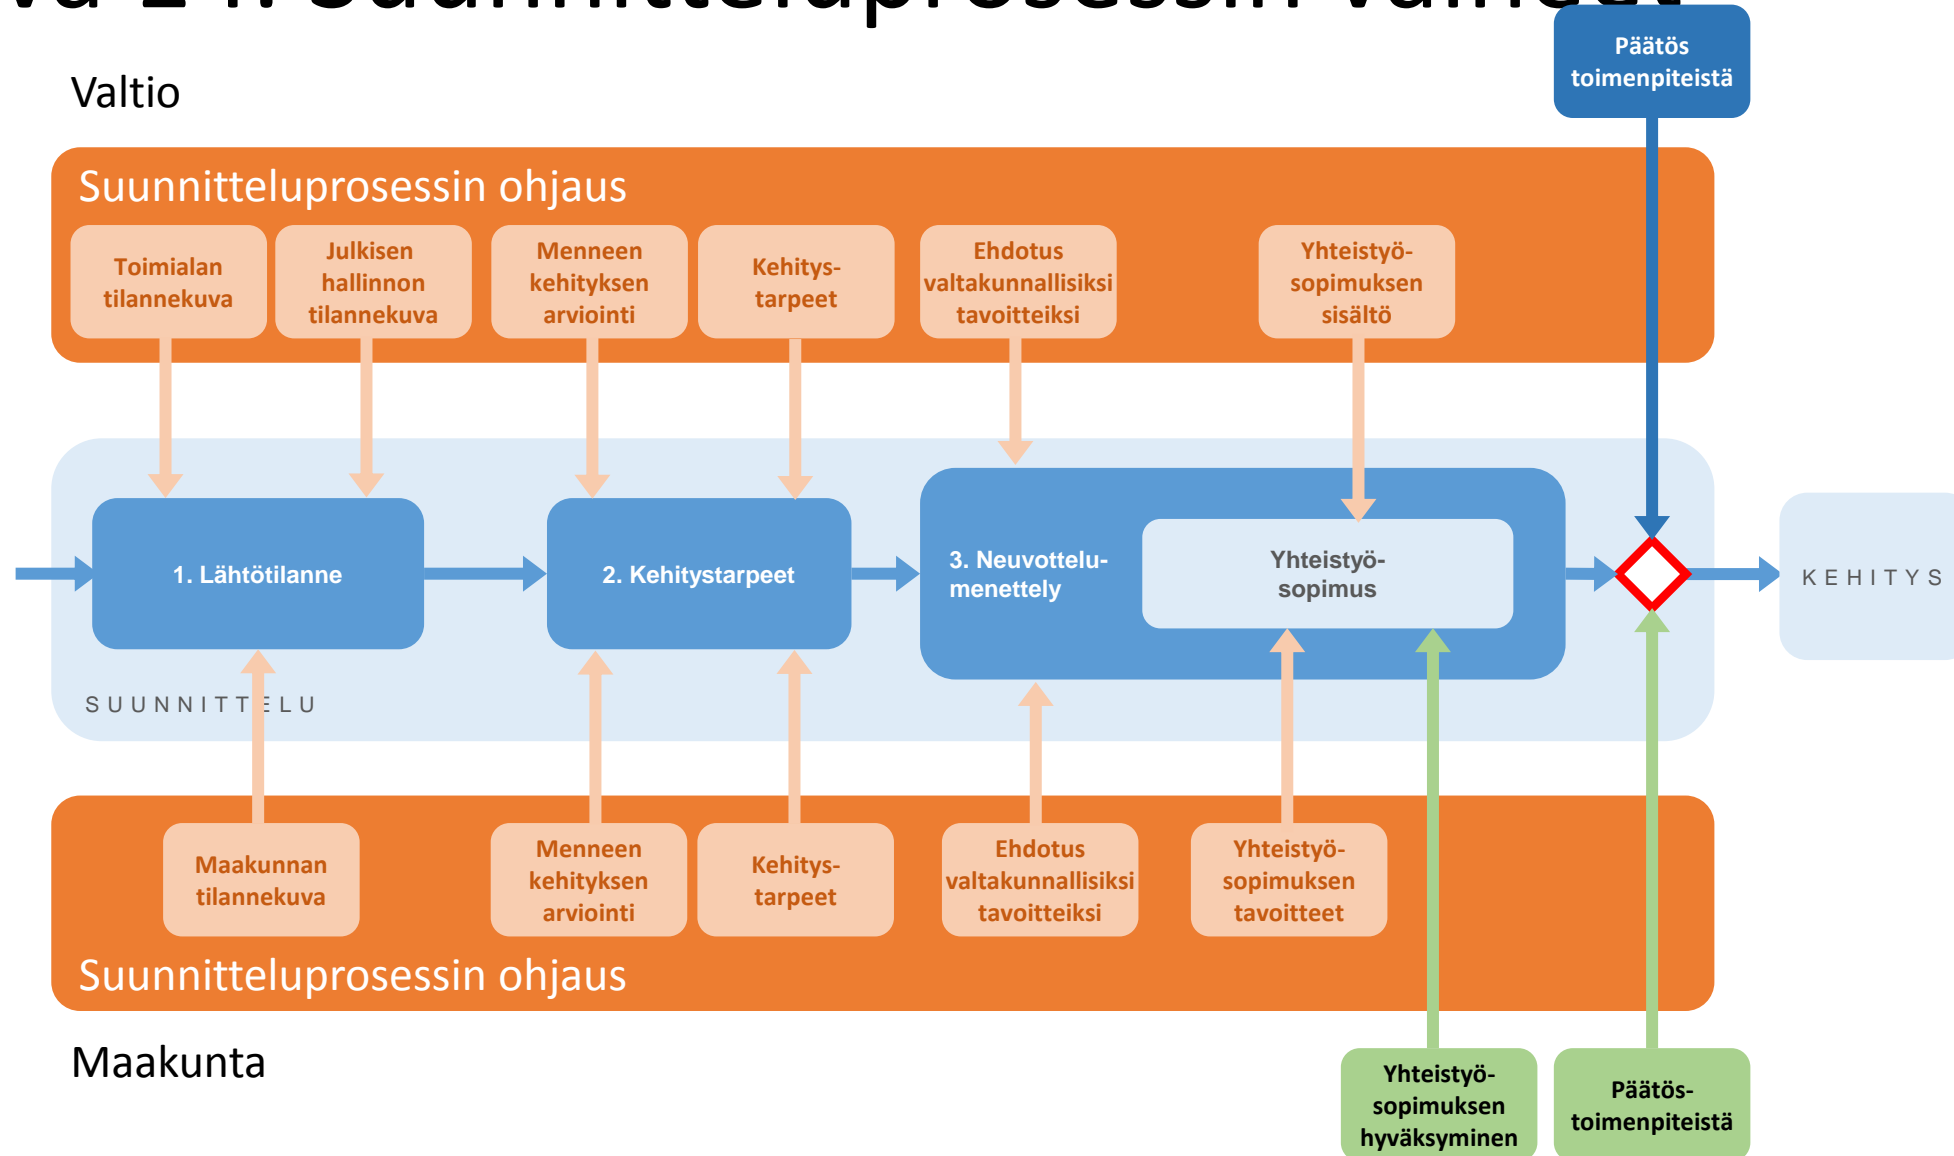 Suunnitteluprosessin vaiheet
Päätös
toimenpiteistä
Valtio
Suunnitteluprosessin ohjaus
Toimialan
tilannekuva
Julkisen
hallinnon
tilannekuva
Menneen
kehityksen
arviointi
Kehitys-
tarpeet
Ehdotus
valtakunnallisiksi
tavoitteiksi
Yhteistyö-
sopimuksen
sisältö
1. Lähtötilanne
2. Kehitystarpeet
3. Neuvottelu-
menettely
Yhteistyö-
sopimus
KEHITYS
SUUNNITTELU
Maakunnan
tilannekuva
Menneen
kehityksen
arviointi
Kehitys-
tarpeet
Ehdotus
valtakunnallisiksi
tavoitteiksi
Yhteistyö-
sopimuksen
tavoitteet
Suunnitteluprosessin ohjaus
Maakunta
Yhteistyö-
sopimuksen
hyväksyminen
Päätös-
toimenpiteistä